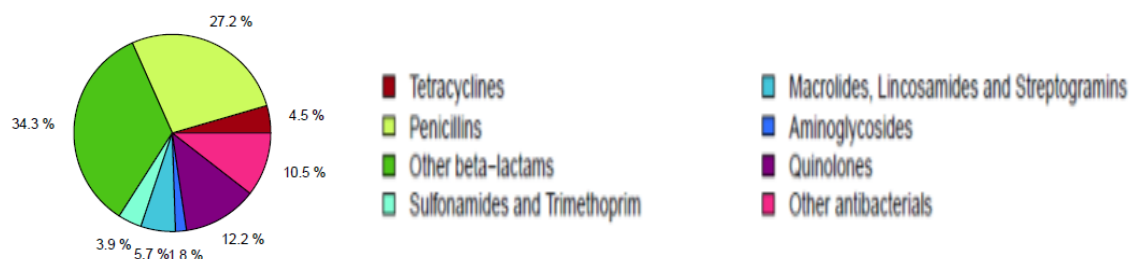 27.2 %
34.3 %
4.5 %
10.5 %
12.2 %
1.8 %
5.7 %
3.9 %
Tetracyclines
Penicillins
Other beta-lactams
Sulfonamides and Trimethoprim
Macrolides, Lincosamides and Streptogramins
Aminoglycosides
Quinolones
Other antibacterials